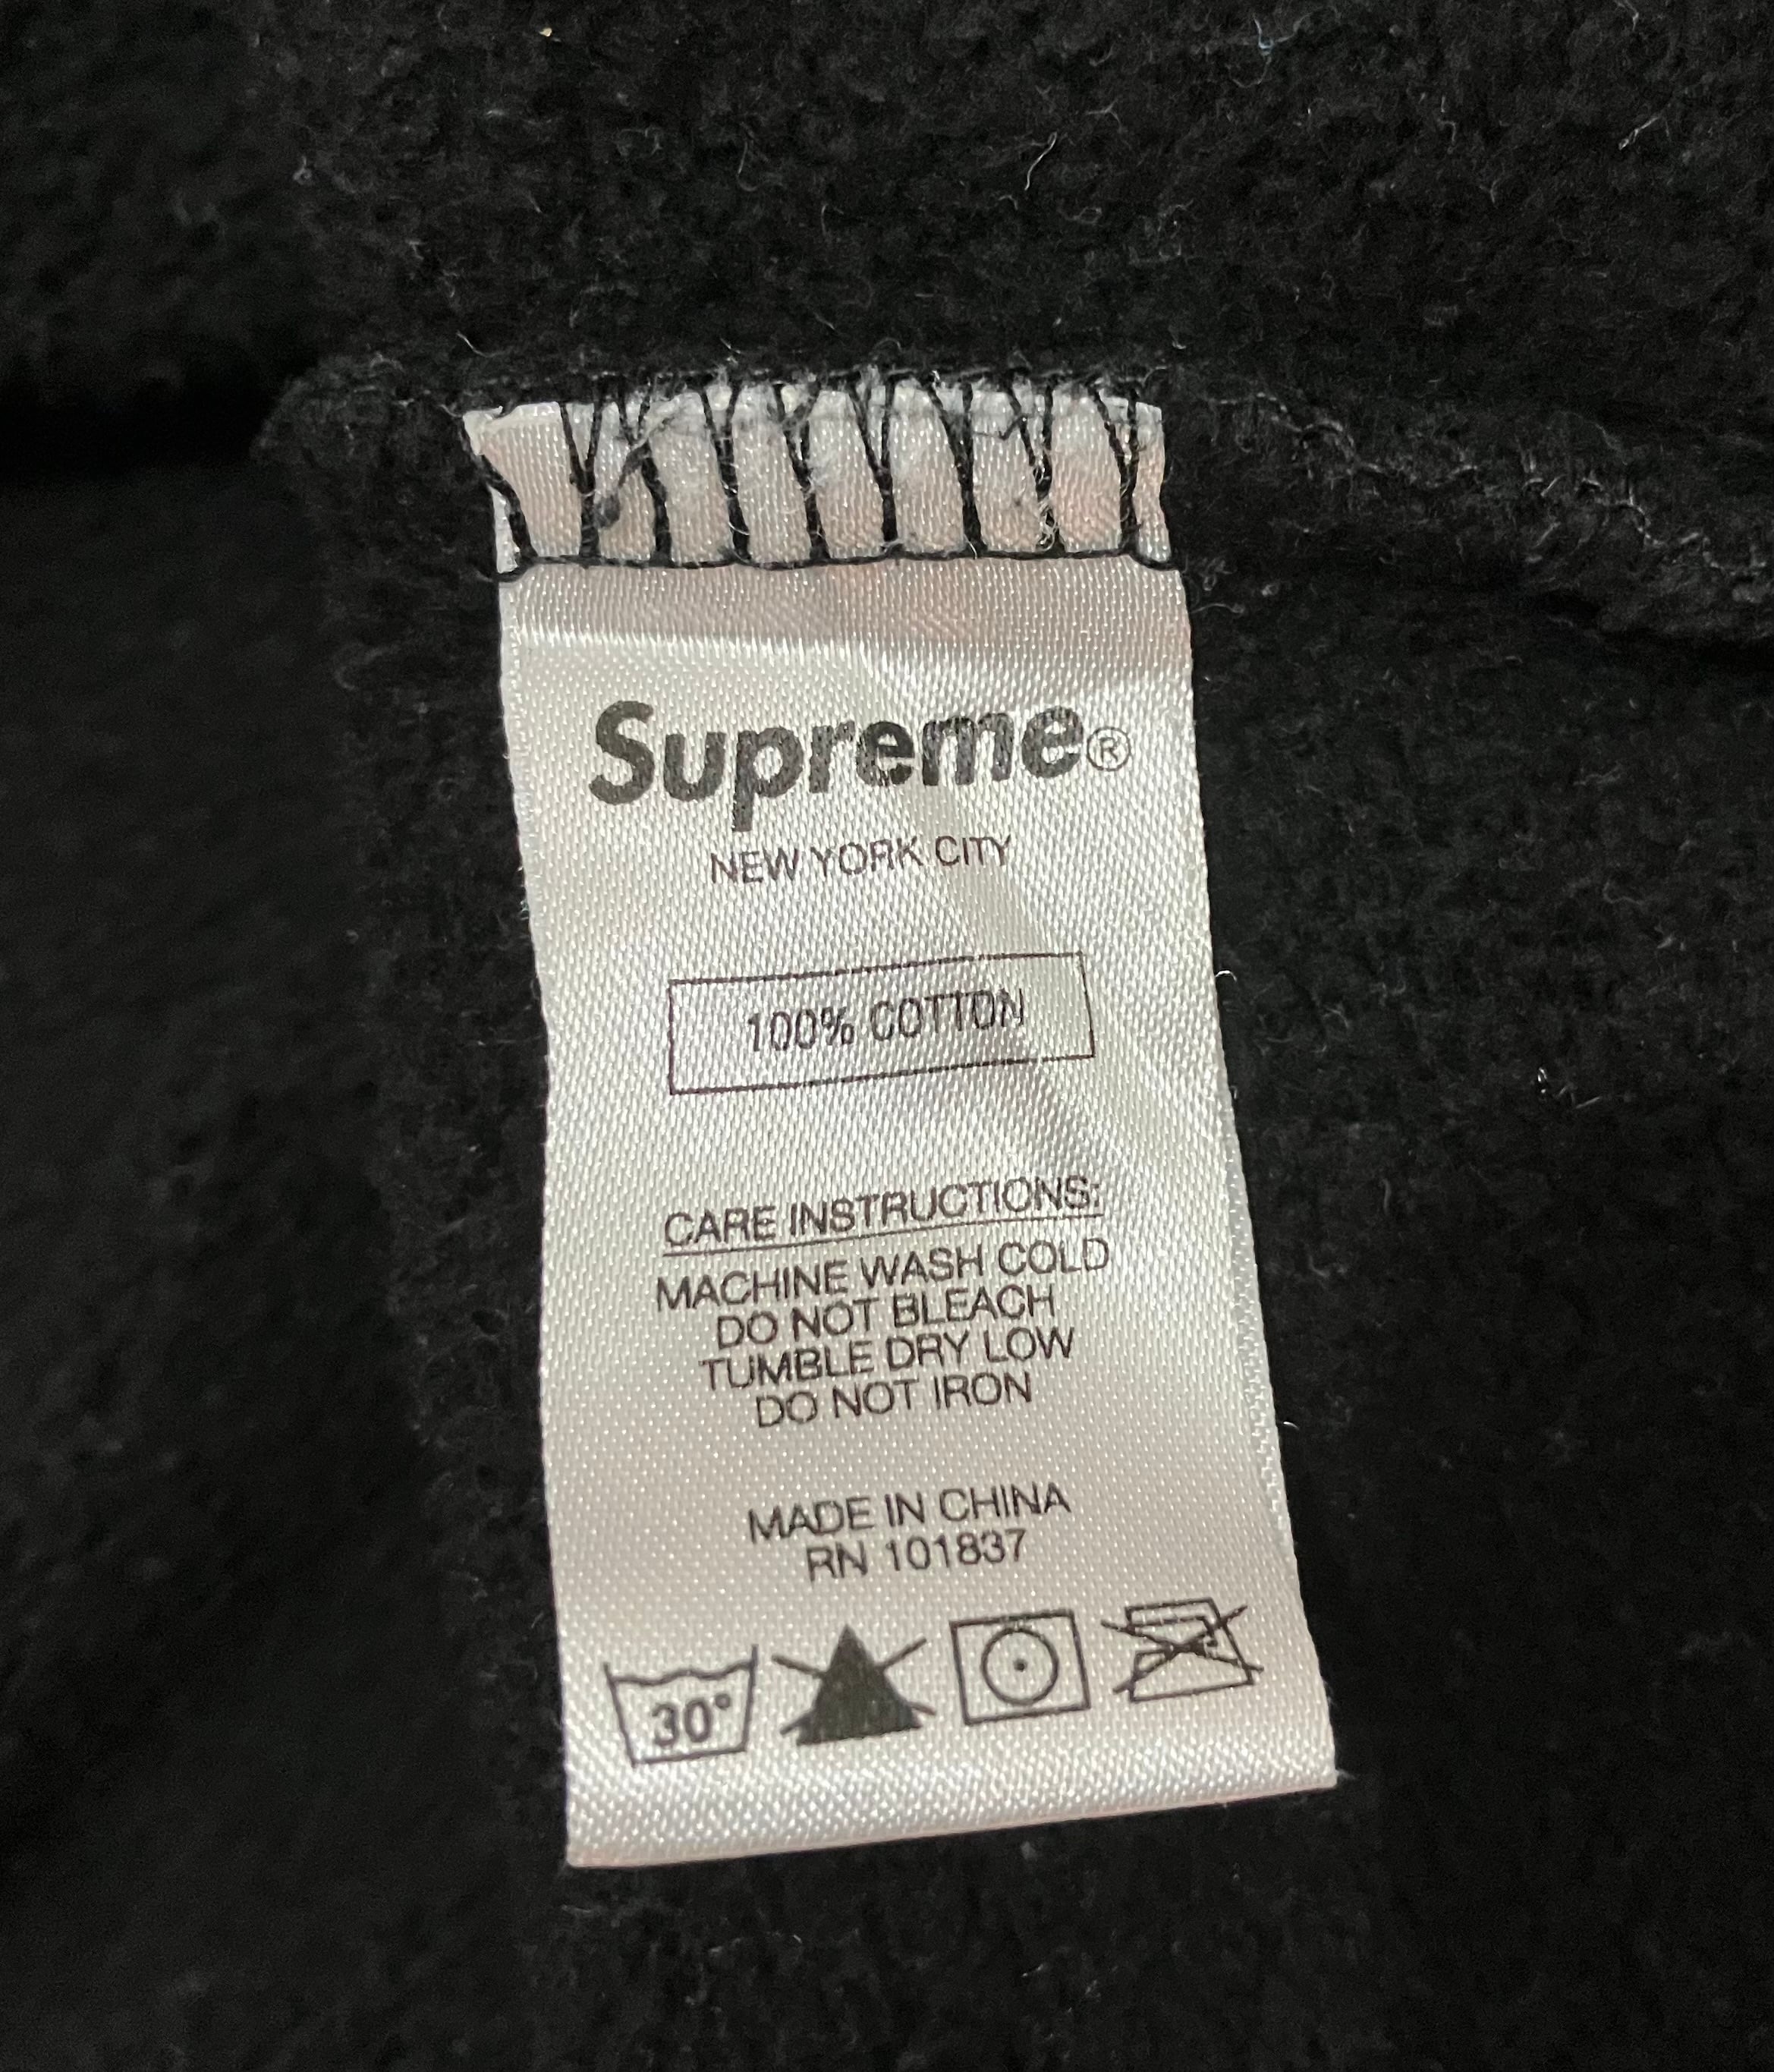 Supreme®
NEW YORK CITY
100% COTTON
CARE INSTRUCTIONS:
MACHINE WASH COLD
DO NOT BLEACH
TUMBLE DRY LOW
DO NOT IRON
MADE IN CHINA
RN 101837
30°